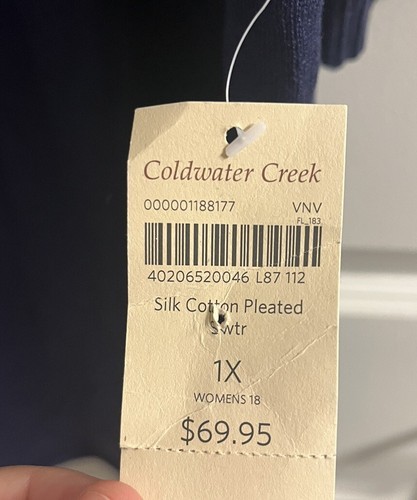 Coldwater Creek
000001188177 VNV
FL_183
40206520046 L87 112
Silk Cotton Pleated
Swtr
1X
WOMENS 18
$69.95